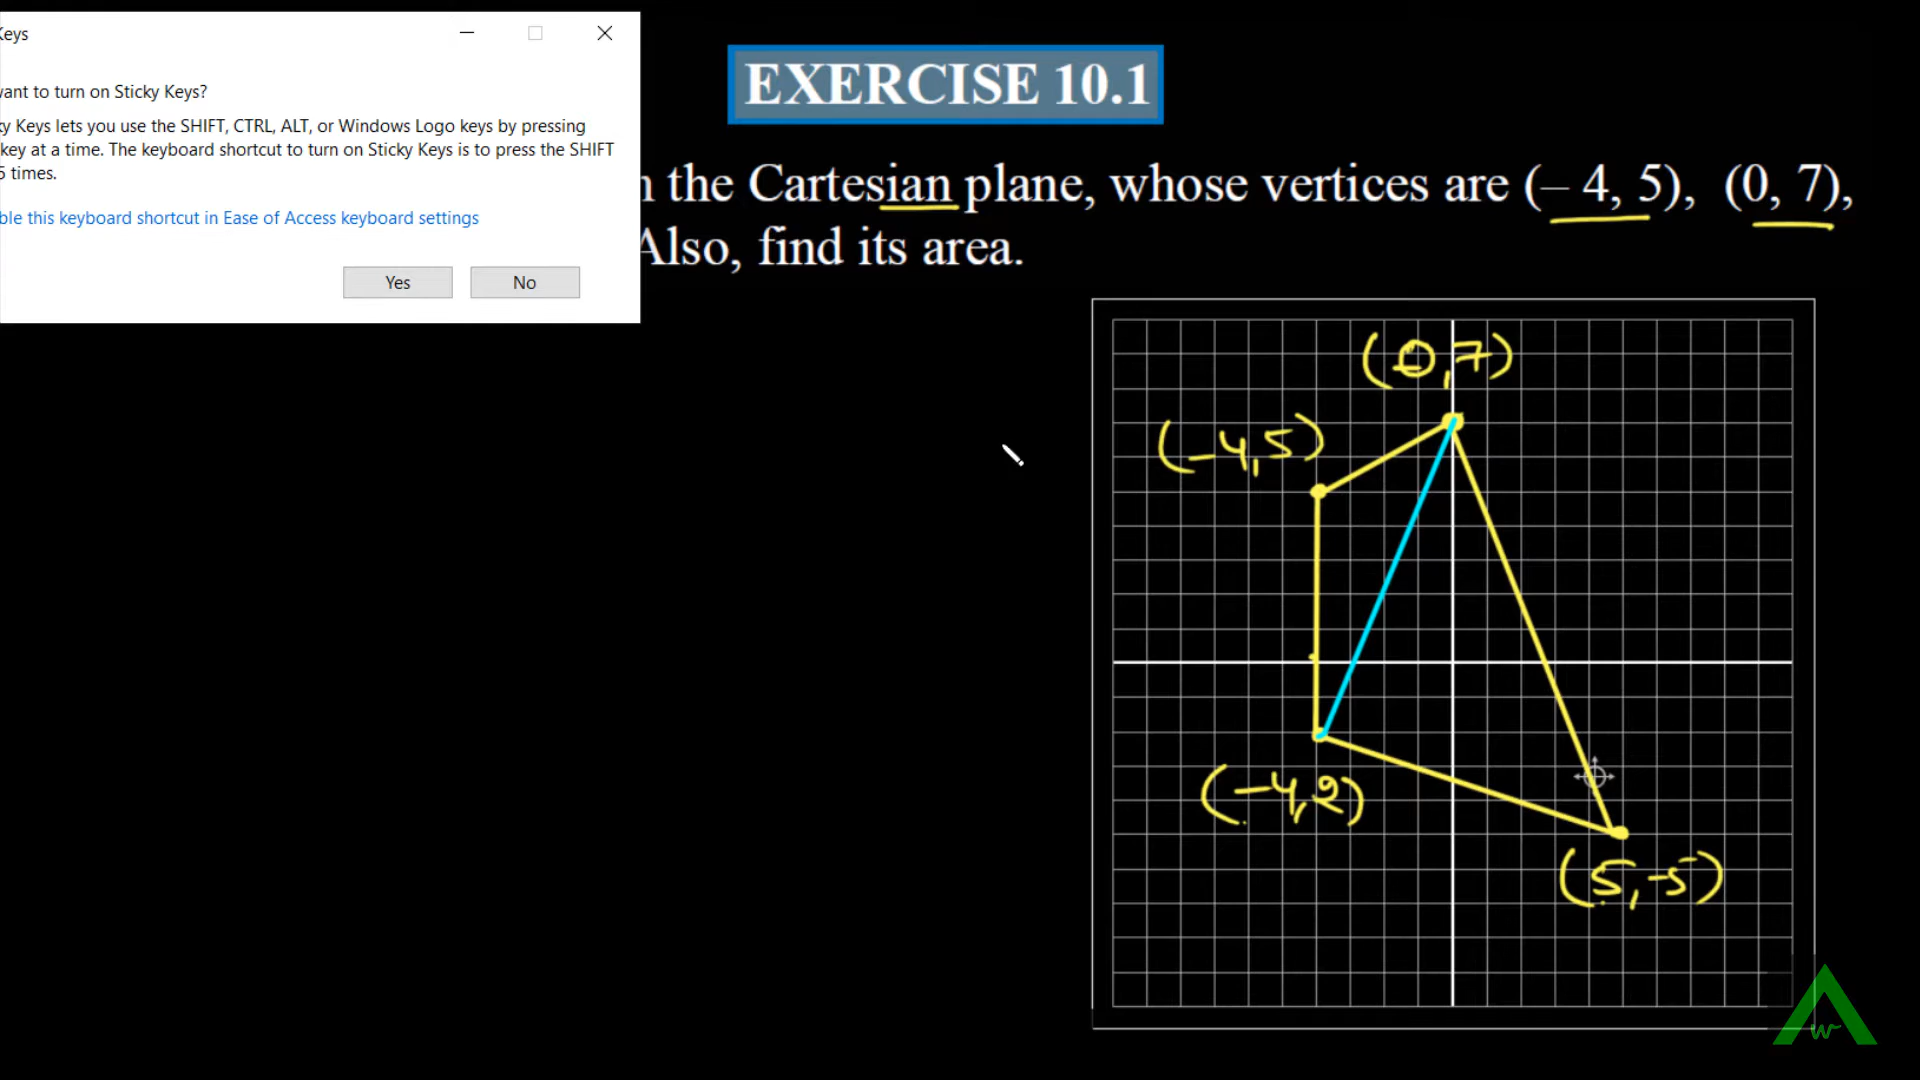 Keys
want to turn on Sticky Keys?
Keys lets you use the SHIFT, CTRL, ALT, or Windows Logo keys by pressing
key at a time. The keyboard shortcut to turn on Sticky Keys is to press the SHIFT
5 times.
this keyboard shortcut in Ease of Access keyboard settings
Yes No
EXERCISE 10.1
the Cartesian plane, whose vertices are (– 4, 5), (0, 7),
Also, find its area.
(0,7)
(-4,5)
(-4,2)
(5,-5)
W